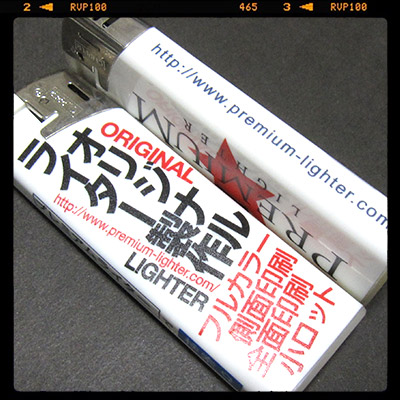 2 RVP100 465 3 RVP100
http://www.premium-lighter.com/
PREMIUM
LIGHTER
ORIGINAL
オリジナル
ライター製作
http://www.premium-lighter.com/
LIGHTER
フルカラー
側面印刷
全面印刷
小ロット